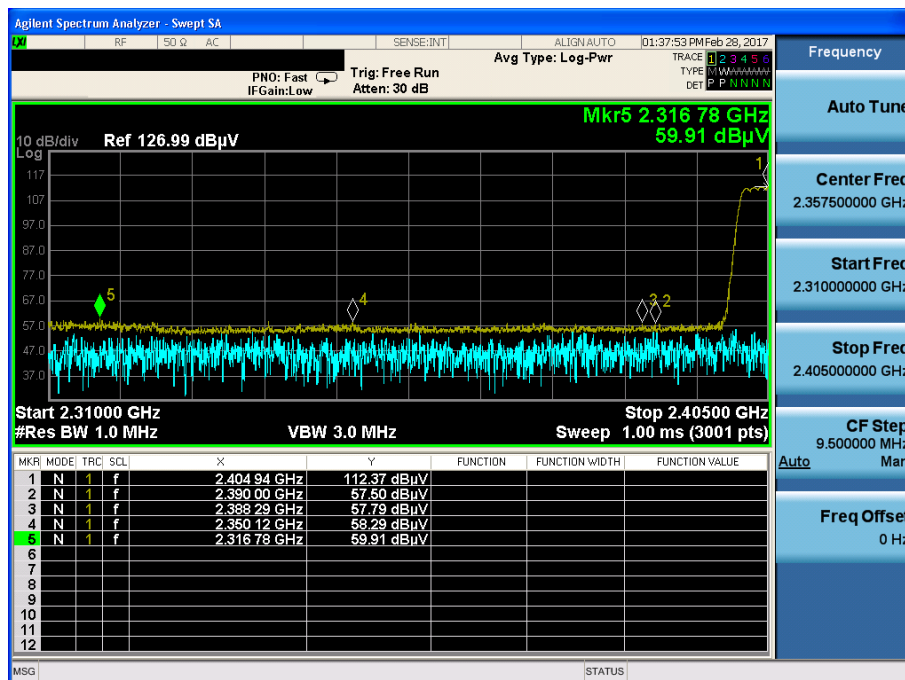 Agilent Spectrum Analyzer - Swept SA
LXI RF 50 Ω AC SENSE:INT ALIGN AUTO 01:37:53 PM Feb 28, 2017
Frequency
Avg Type: Log-Pwr TRACE 1 2 3 4 5 6
PNO: Fast Trig: Free Run TYPE M WWWWW
IFGain:Low Atten: 30 dB DET P P N N N N
Auto Tune
Mkr5 2.316 78 GHz
10 dB/div Ref 126.99 dBµV 59.91 dBµV
Log
117
107
97.0
87.0
77.0
67.0
57.0
47.0
37.0
1
5
4
3 2
Center Freq
2.357500000 GHz
Start Freq
2.310000000 GHz
Stop Freq
2.405000000 GHz
Start 2.31000 GHz Stop 2.40500 GHz
#Res BW 1.0 MHz VBW 3.0 MHz Sweep 1.00 ms (3001 pts)
CF Step
9.500000 MHz
Auto Man
Freq Offset
0 Hz
MKR MODE TRC SCL X Y FUNCTION FUNCTION WIDTH FUNCTION VALUE
1 N 1 f 2.404 94 GHz 112.37 dBµV
2 N 1 f 2.390 00 GHz 57.50 dBµV
3 N 1 f 2.388 29 GHz 57.79 dBµV
4 N 1 f 2.350 12 GHz 58.29 dBµV
5 N 1 f 2.316 78 GHz 59.91 dBµV
6
7
8
9
10
11
12
MSG STATUS